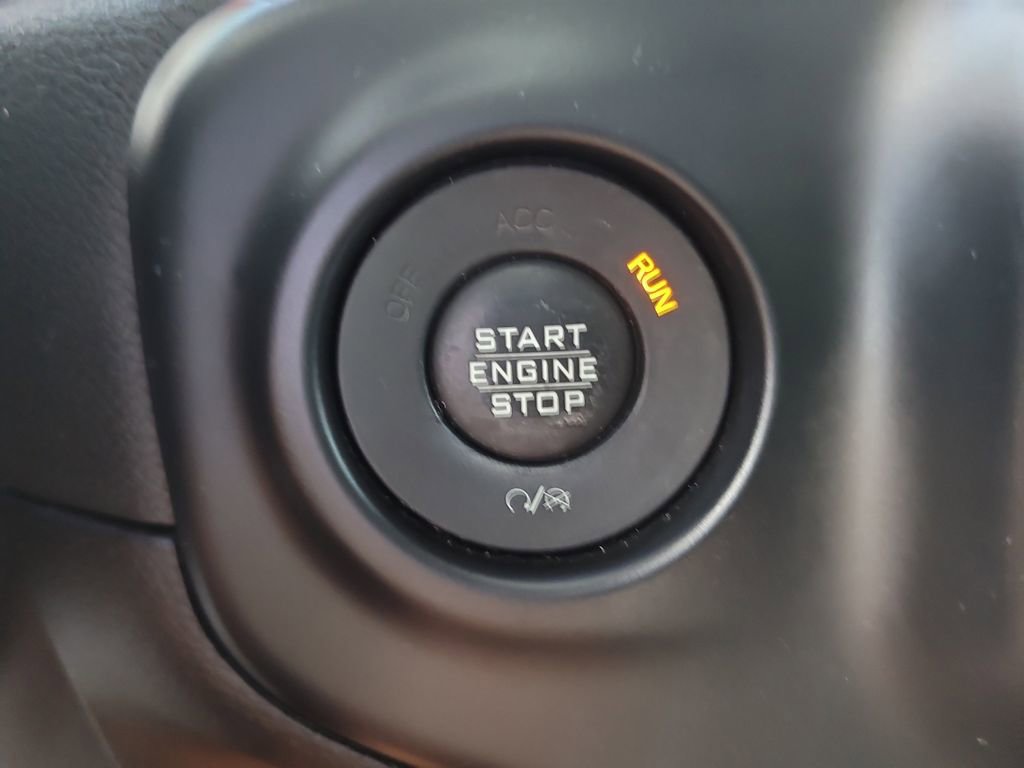 ACC
OFF
RUN
START
ENGINE
STOP